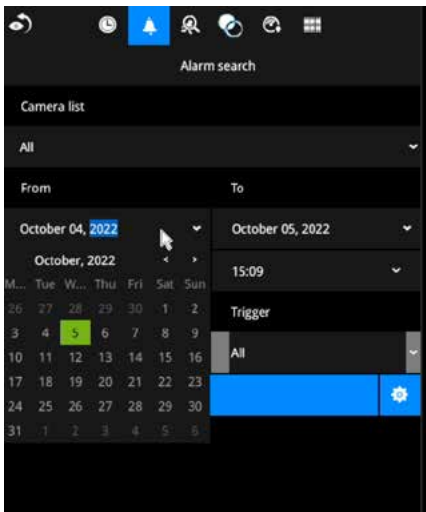 Alarm search
Camera list
All
From To
October 04, 2022 October 05, 2022
October, 2022
15:09
M... Tue W... Thu Fri Sat Sun
26 27 28 29 30 1 2
Trigger
3 4 5 6 7 8 9
All
10 11 12 13 14 15 16
17 18 19 20 21 22 23
24 25 26 27 28 29 30
31 1 2 3 4 5 6